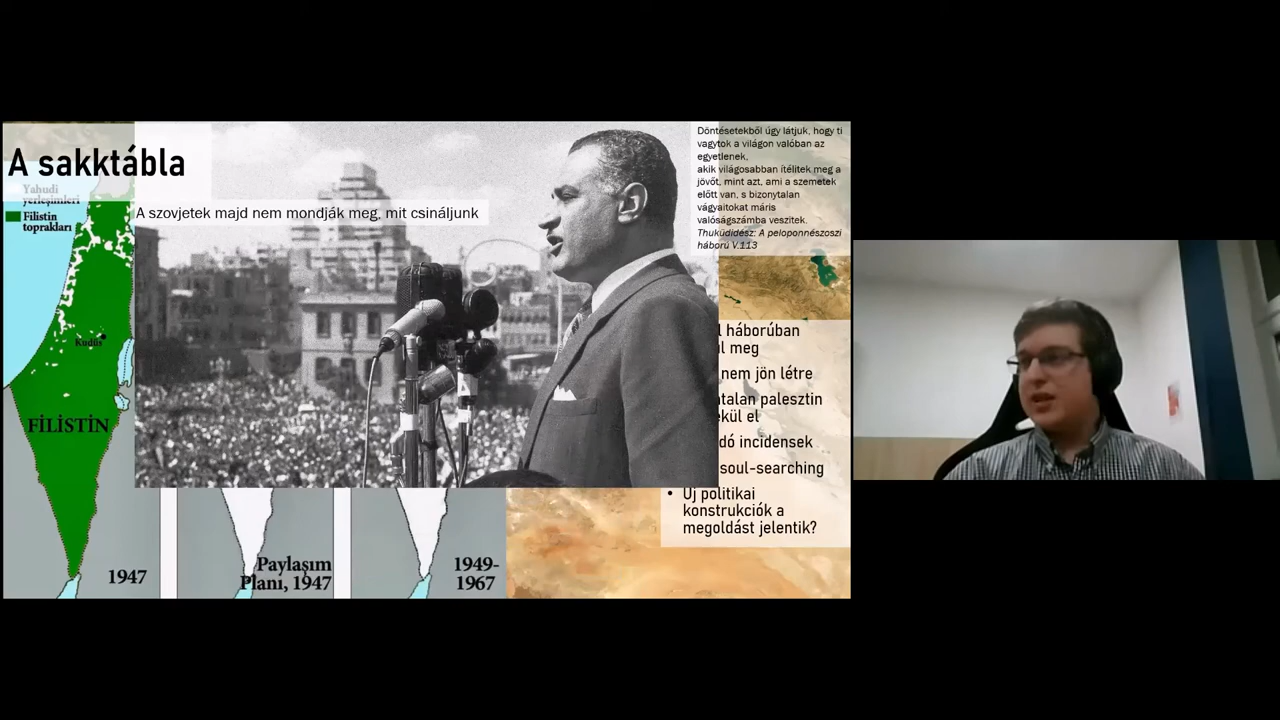 A sakktábla
Yahudi
yerleşimleri
Filistin
toprakları
Kudüs
FİLİSTİN
1947
Paylaşım
Planı, 1947
1949-
1967
A szovjetek majd nem mondják meg, mit csináljunk
Döntésetekből úgy látjuk, hogy ti
vagytok a világon valóban az
egyetlenek,
akik világosabban ítélitek meg a
jövőt, mint azt, ami a szemetek
előtt van, s bizonytalan
vágyaitokat máris
valóságszámba veszitek.
Thuküdidész: A peloponnészoszi
háború V.113
háborúban
meg
nem jön létre
palesztin
el
incidensek
soul-searching
• Új politikai
konstrukciók a
megoldást jelentik?